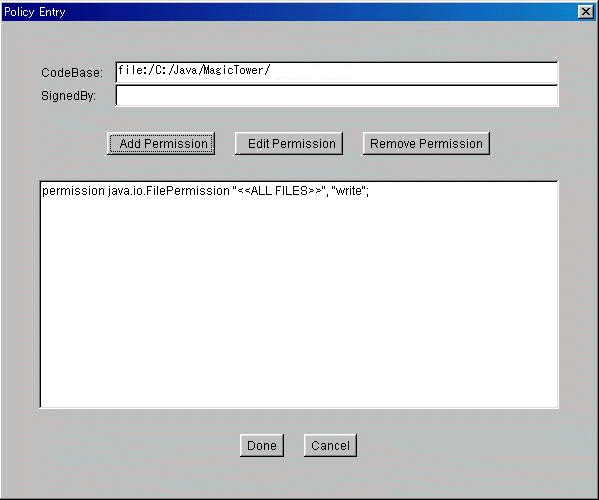 Policy Entry
CodeBase: file:/C:/Java/MagicTower/
SignedBy:
Add Permission Edit Permission Remove Permission
permission java.io.FilePermission "<<ALL FILES>>", "write";
Done Cancel